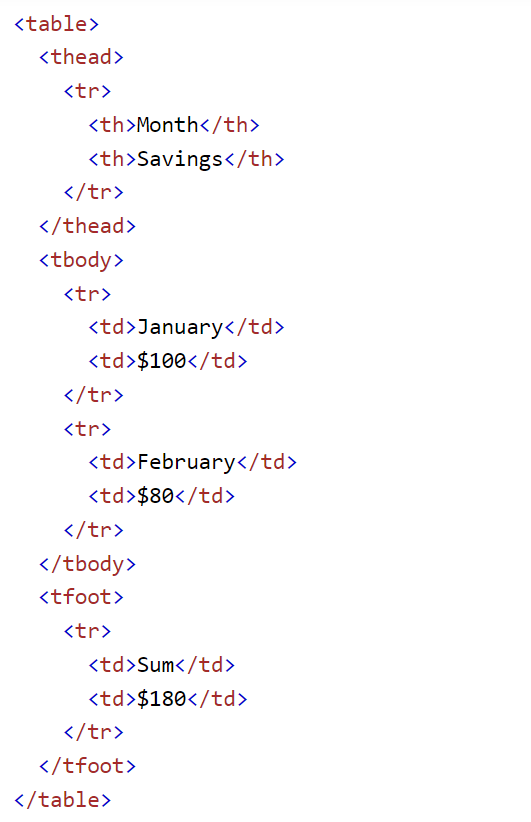 <table>
  <thead>
    <tr>
      <th>Month</th>
      <th>Savings</th>
    </tr>
  </thead>
  <tbody>
    <tr>
      <td>January</td>
      <td>$100</td>
    </tr>
    <tr>
      <td>February</td>
      <td>$80</td>
    </tr>
  </tbody>
  <tfoot>
    <tr>
      <td>Sum</td>
      <td>$180</td>
    </tr>
  </tfoot>
</table>